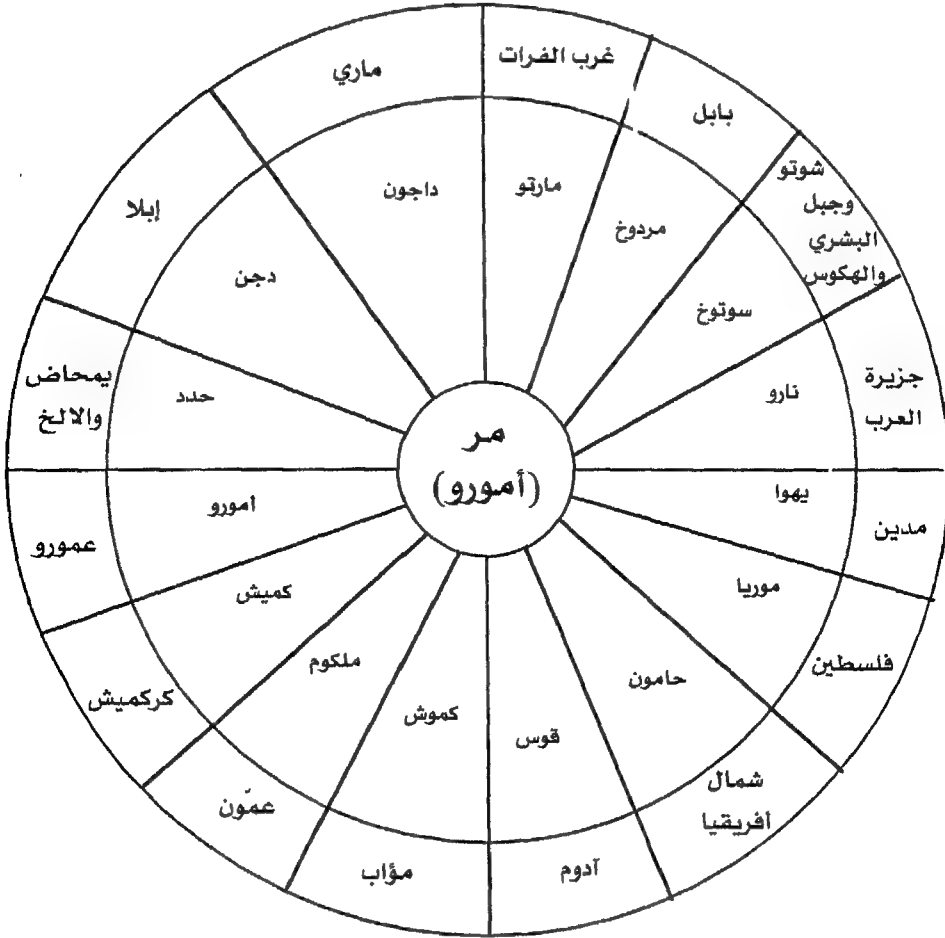 ماري
غرب الفرات
بابل
شوتو
وجبل
البشري
والهكوس
جزيرة
العرب
مدين
فلسطين
شمال
أفريقيا
آدوم
مؤاب
عمّون
كركميش
عمورو
يمحاض
والالخ
إبلا
داجون
مارتو
مردوخ
سوتوخ
نارو
يهوا
موريا
حامون
قوس
كموش
ملكوم
كميش
أمورو
حدد
دجن
مر
(أمورو)